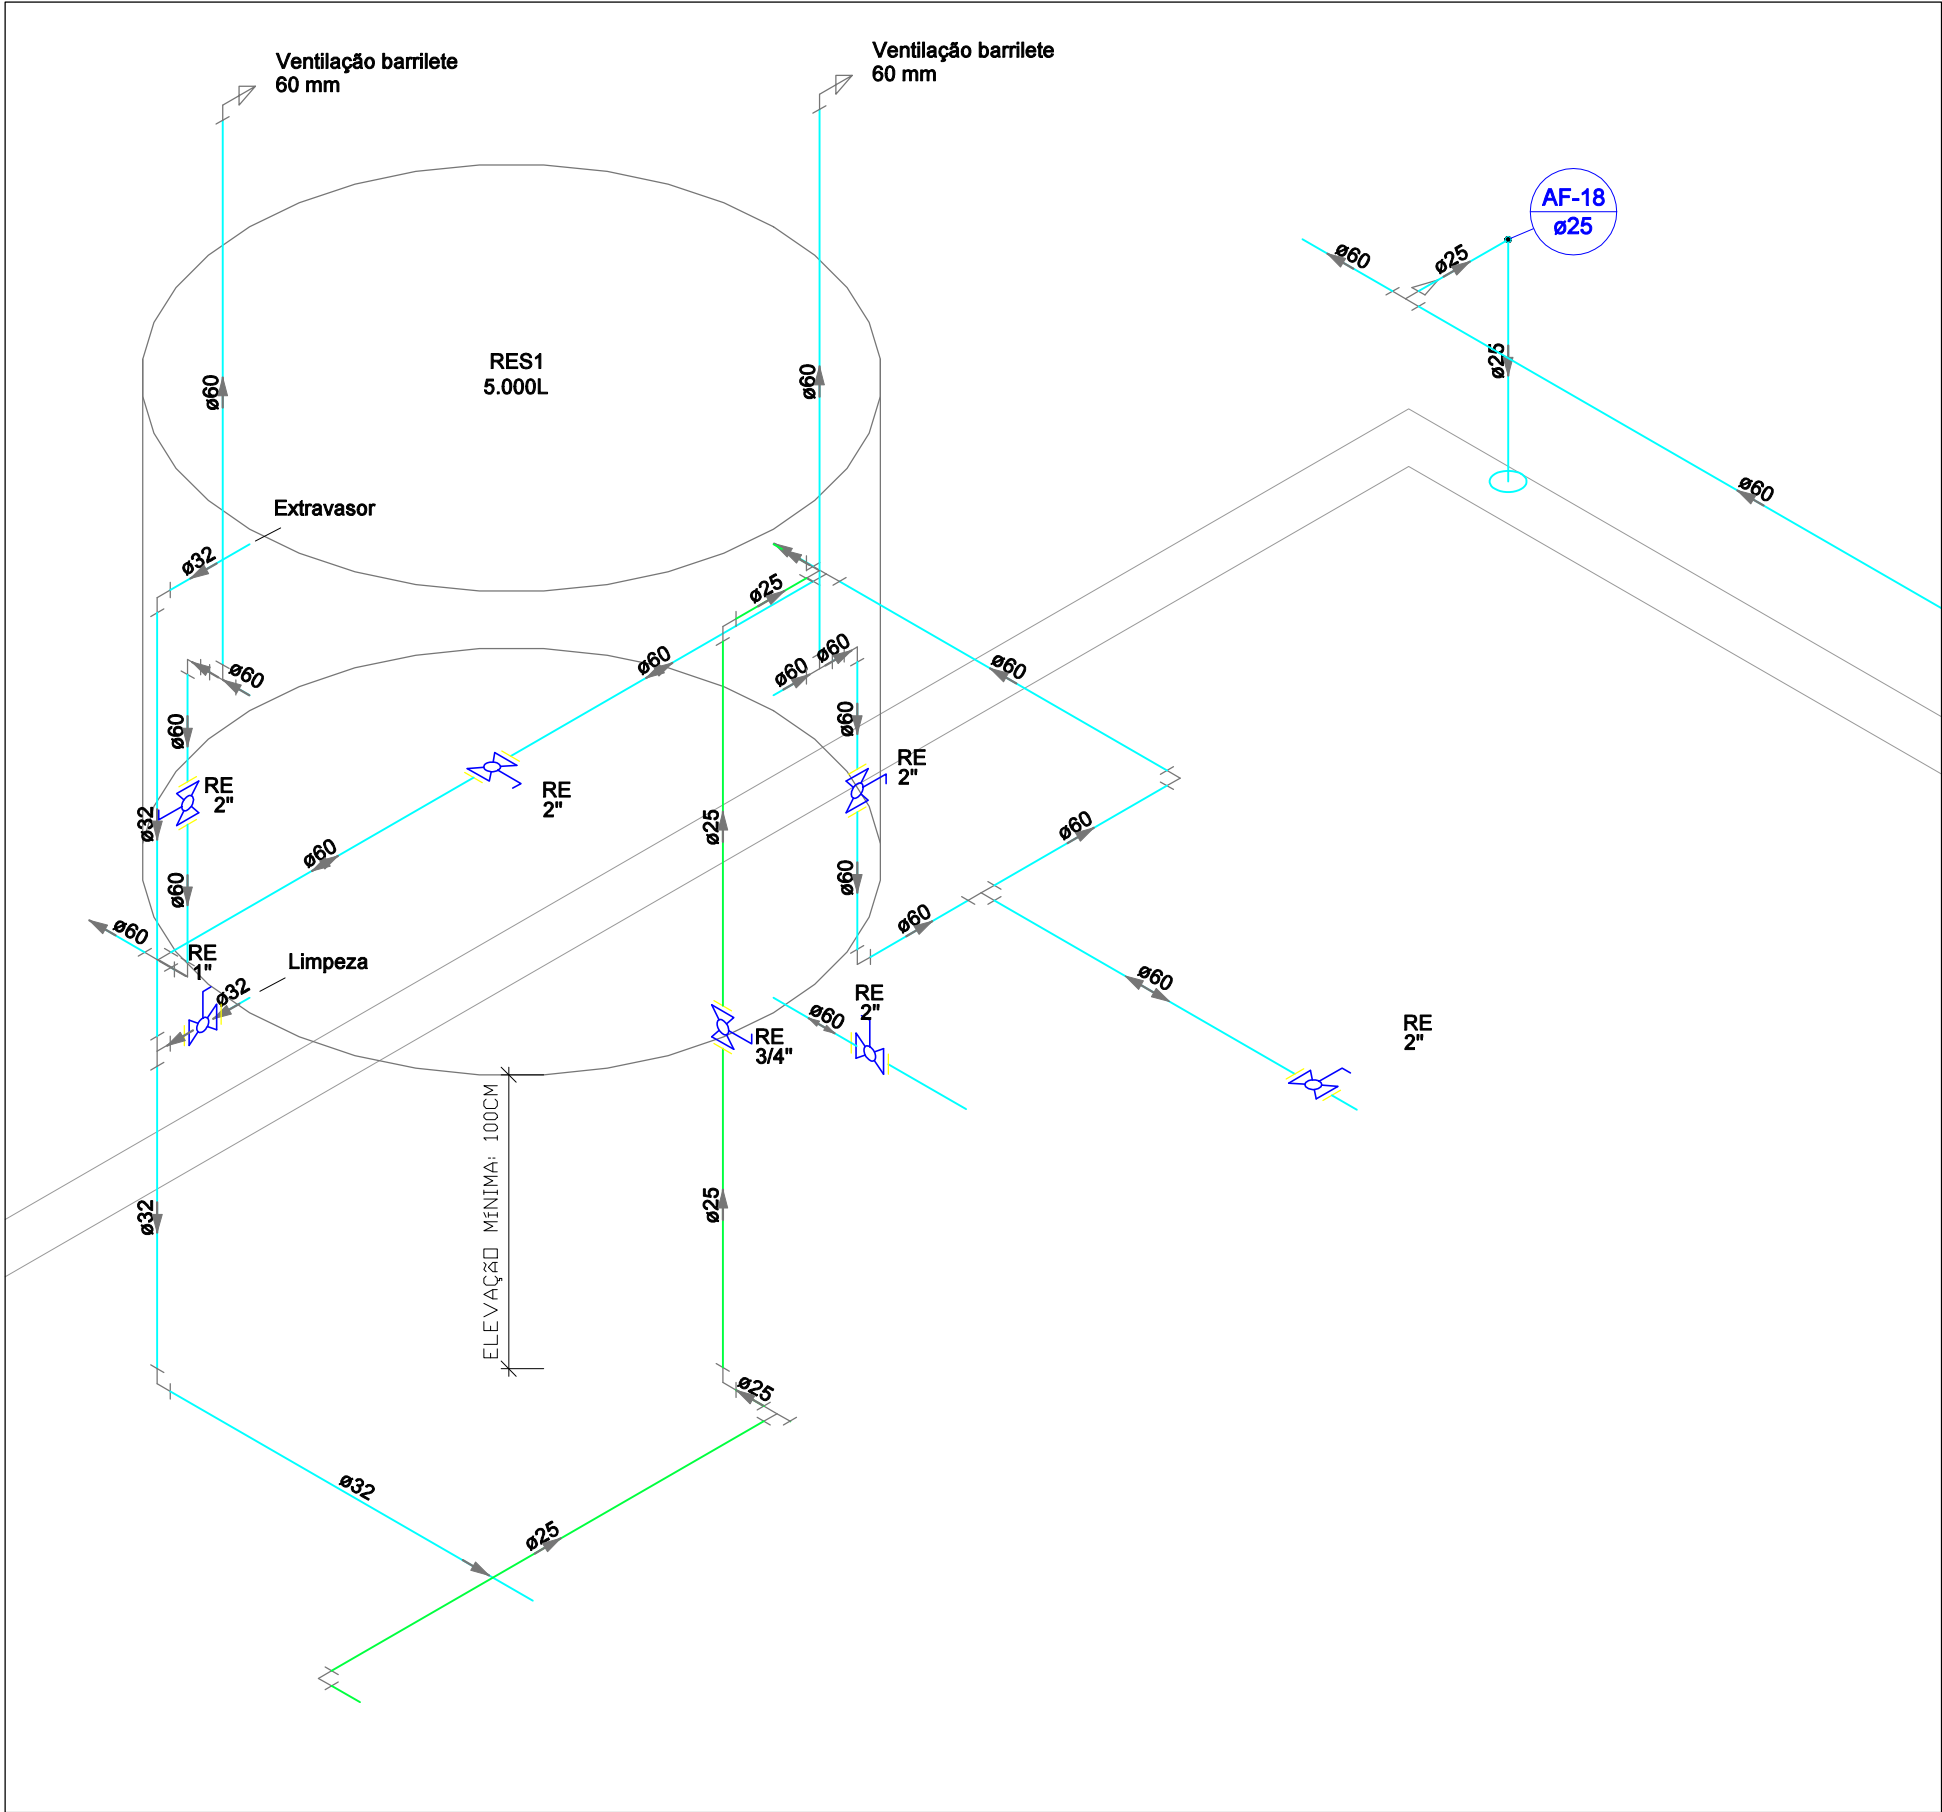 Ventilação barrilete
60 mm
Ventilação barrilete
60 mm
AF-18
ø25
ø60
ø25
RES1
5.000L
ø60
ø60
ø25
ø60
Extravasor
ø32
ø25
ø60
ø60
ø60
ø60
ø60
ø60
ø60
RE
2"
RE
2"
RE
2"
ø32
ø25
ø60
ø60
ø60
ø60
ø60
ø60
RE
1"
Limpeza
ø32
ø60
RE
2"
ø60
RE
2"
RE
3/4"
ELEVAÇÃO MÍNIMA: 100CM
ø32
ø25
ø25
ø32
ø25